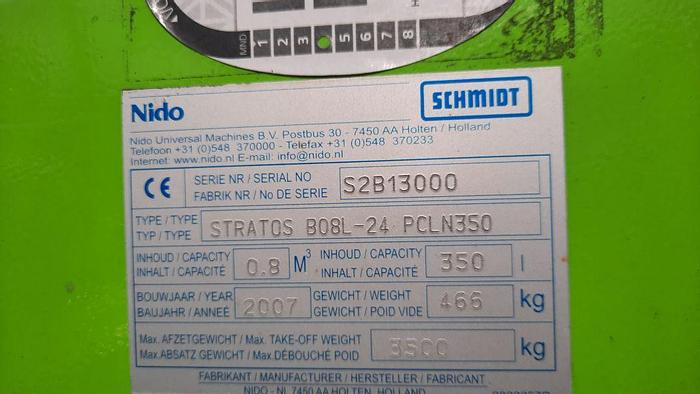 MND 1 2 3 5 6 7 8
Nido
SCHMIDT
Nido Universal Machines B.V. Postbus 30 - 7450 AA Holten / Holland
Telefoon +31 (0)548 370000 - Telefax +31 (0)548 370233
Internet: www.nido.nl E-mail: info@nido.nl
CE
SERIE NR / SERIAL NO
FABRIK NR / No DE SERIE
S2B13000
TYPE / TYPE
TYP / TYPE
STRATOS B08L-24 PCLN350
INHOUD / CAPACITY
INHALT / CAPACITÉ
0.8 M³
INHOUD / CAPACITY
INHALT / CAPACITÉ
350 l
BOUWJAAR / YEAR
BAUJAHR / ANNEÉ
2007
GEWICHT / WEIGHT
GEWICHT / POID VIDE
466 kg
Max. AFZETGEWICHT / Max. TAKE-OFF WEIGHT
Max.ABSATZ GEWICHT / Max.DÉBOUCHÉ POID
3500 kg
FABRIKANT / MANUFACTURER / HERSTELLER / FABRICANT
NIDO - NL 7450 AA HOLTEN, HOLLAND